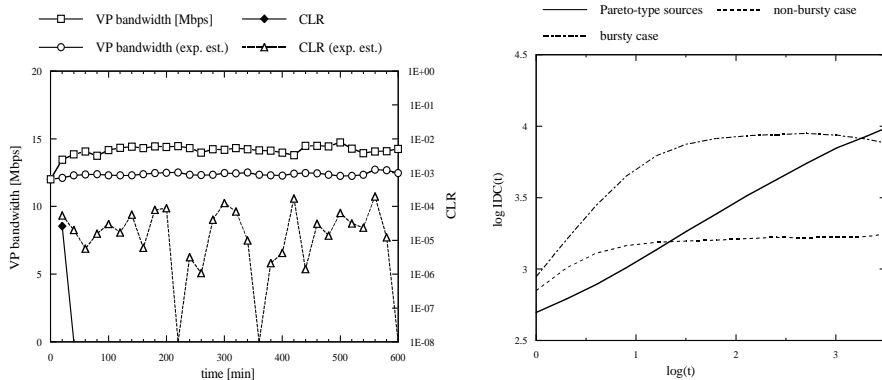 VP bandwidth [Mbps]
CLR
VP bandwidth (exp. est.)
CLR (exp. est.)
20
15
10
5
0
VP bandwidth [Mbps]
1E+00
1E-01
1E-02
1E-03
1E-04
1E-05
1E-06
1E-07
1E-08
CLR
0
100
200
300
400
500
600
time [min]
Pareto-type sources
non-bursty case
bursty case
4.5
4
3.5
3
2.5
log IDC(t)
0
1
2
3
log(t)